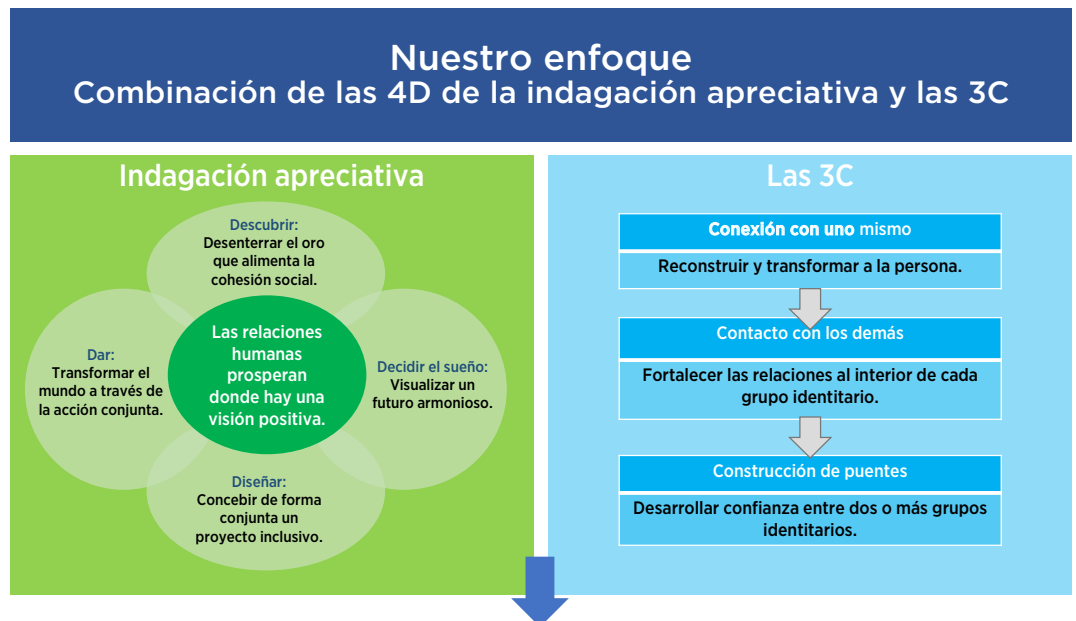 Nuestro enfoque
Combinación de las 4D de la indagación apreciativa y las 3C
Indagación apreciativa
Descubrir:
Desenterrar el oro
que alimenta la
cohesión social.
Dar:
Transformar el
mundo a través de
la acción conjunta.
Las relaciones
humanas
prosperan
donde hay una
visión positiva.
Decidir el sueño:
Visualizar un
futuro armonioso.
Diseñar:
Concebir de forma
conjunta un
proyecto inclusivo.
Las 3C
Conexión con uno mismo
Reconstruir y transformar a la persona.
Contacto con los demás
Fortalecer las relaciones al interior de cada
grupo identitario.
Construcción de puentes
Desarrollar confianza entre dos o más grupos
identitarios.